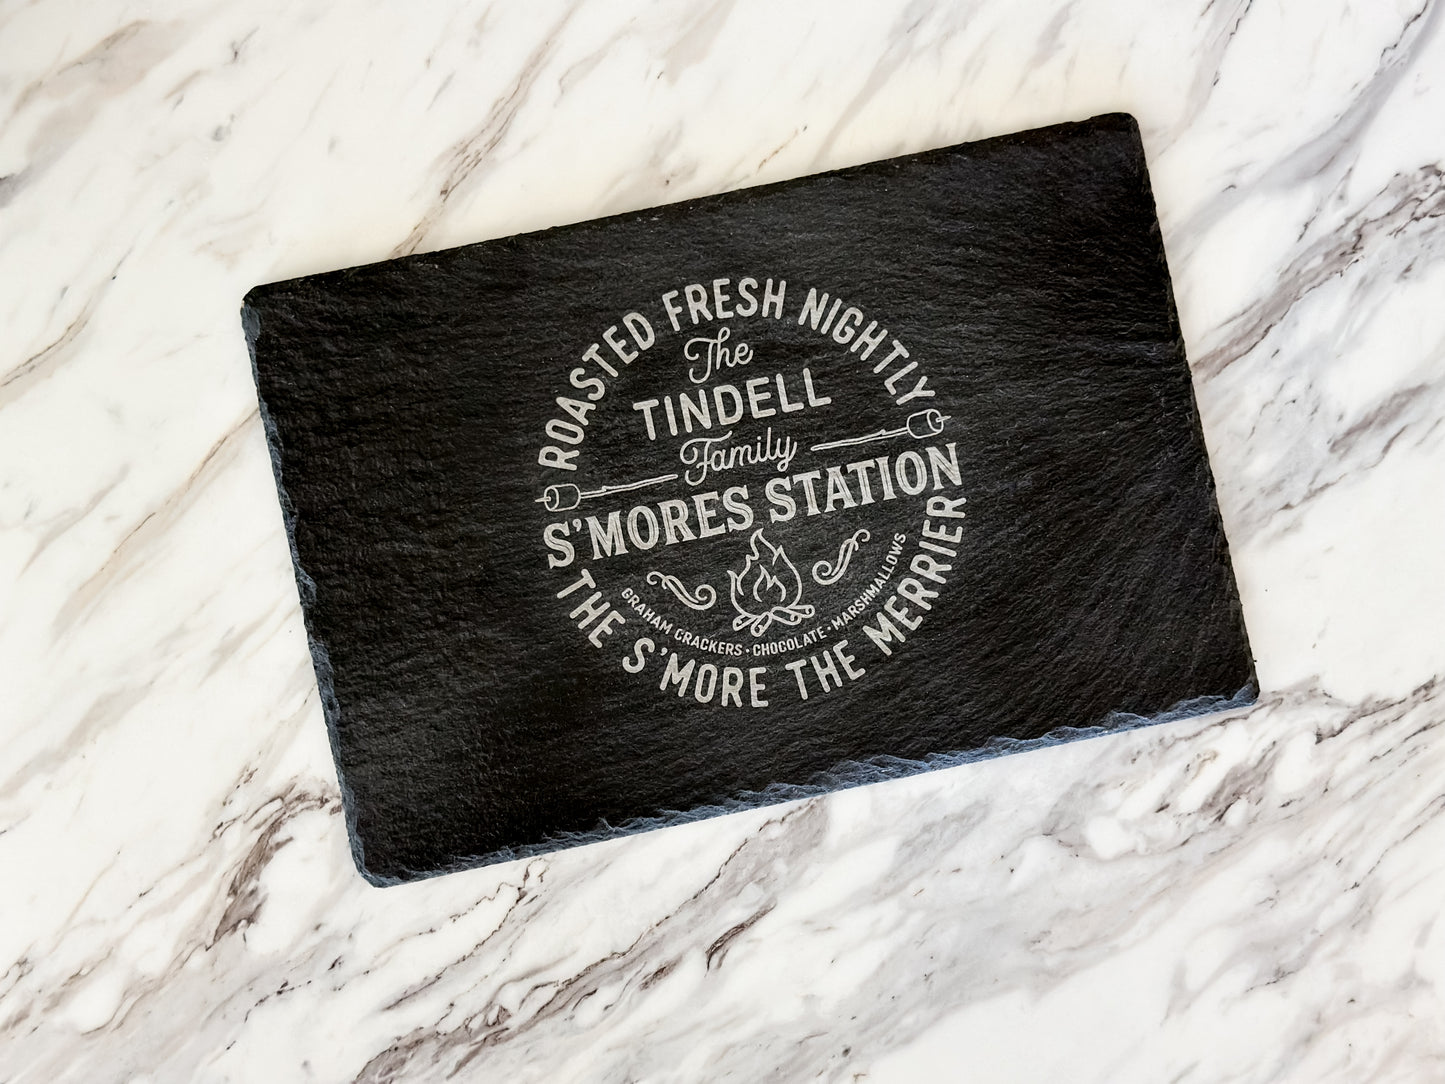 ROASTED FRESH NIGHTLY
The
TINDELL
Family
S'MORES STATION
GRAHAM CRACKERS • CHOCOLATE • MARSHMALLOWS
THE S'MORE THE MERRIER